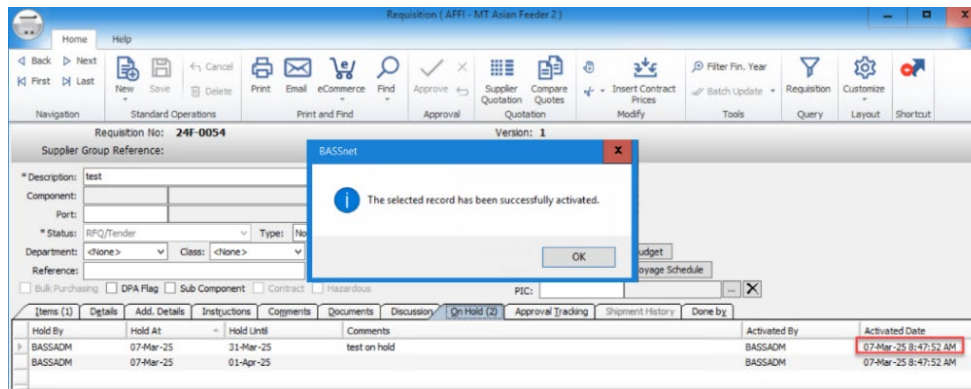 Requisition ( AFFI - MT Asian Feeder 2 )
Home Help
Back Next
First Last
New Save Cancel Delete
Print Email eCommerce Find
Approve
Supplier Quotation Compare Quotes
Insert Contract Prices
Filter Fin. Year
Batch Update
Requisition Customize
Navigation Standard Operations Print and Find Approval Quotation Modify Tools Query Layout Shortcut
Requisition No: 24F-0054 Version: 1
Supplier Group Reference:
BASSnet x
The selected record has been successfully activated.
OK
* Description: test
Component:
Port:
* Status: RFQ/Tender Type: No
Department: <None> Class: <None> udget
Reference: oyage Schedule
Bulk Purchasing DPA Flag Sub Component Contract Hazardous PIC: ...
Items (1) Details Add. Details Instructions Comments Documents Discussion On Hold (2) Approval Tracking Shipment History Done by
Hold By Hold At Hold Until Comments Activated By Activated Date
BASSADM 07-Mar-25 31-Mar-25 test on hold BASSADM 07-Mar-25 8:47:52 AM
BASSADM 07-Mar-25 01-Apr-25 BASSADM 07-Mar-25 8:47:52 AM